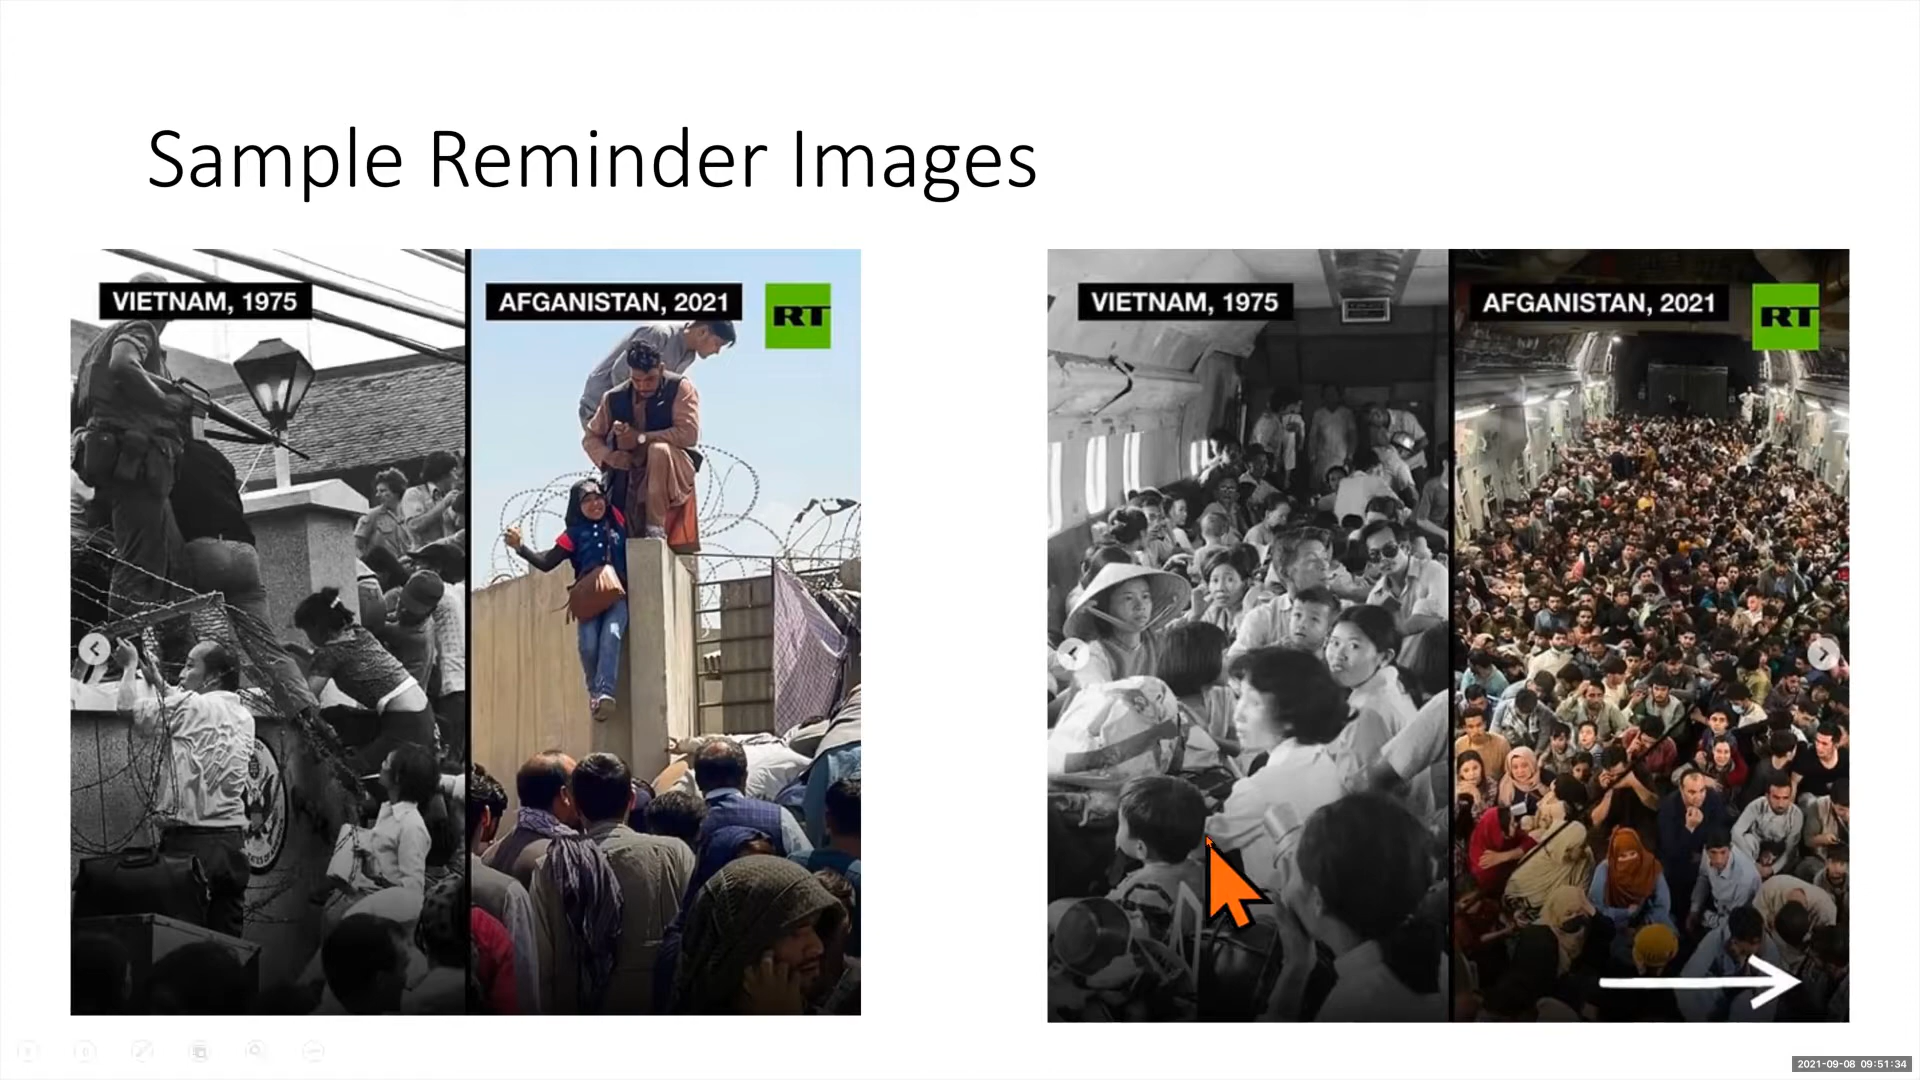 Sample Reminder Images
VIETNAM, 1975
AFGANISTAN, 2021
RT
VIETNAM, 1975
AFGANISTAN, 2021
RT
2021-09-08 09:51:34